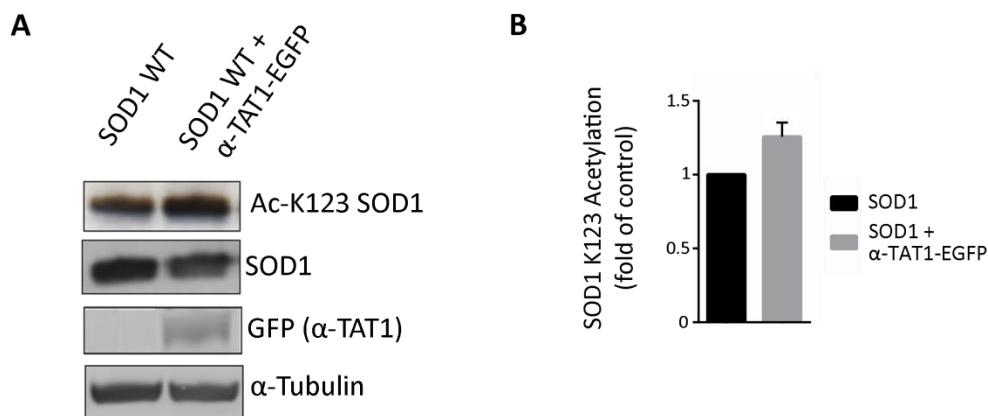 A
SOD1 WT
SOD1 WT +
α-TAT1-EGFP
Ac-K123 SOD1
SOD1
GFP (α-TAT1)
α-Tubulin
B
SOD1 K123 Acetylation
(fold of control)
1.5
1
0.5
0
SOD1
SOD1 +
α-TAT1-EGFP